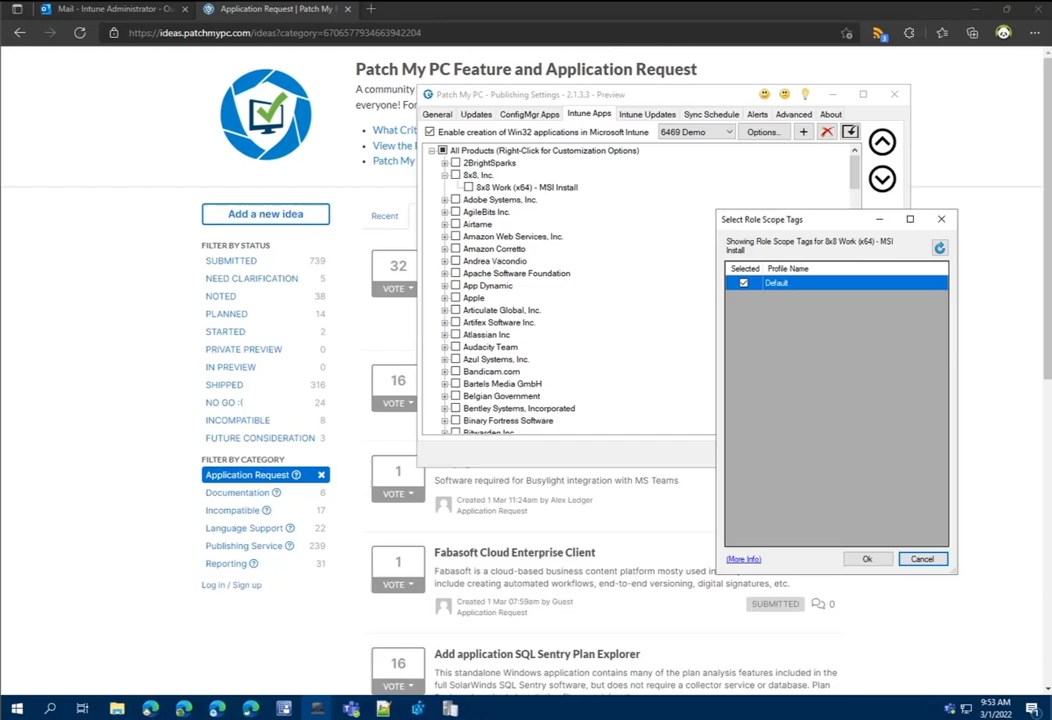 Mail - Intune Administrator - Ou
Application Request | Patch My P
https://ideas.patchmypc.com/ideas?category=6706577934663942204
Patch My PC Feature and Application Request
A community
everyone! For
What Crit
View the
Patch My
Add a new idea
Recent
FILTER BY STATUS
SUBMITTED 739
NEED CLARIFICATION 6
NOTED 38
PLANNED 14
STARTED 2
PRIVATE PREVIEW 0
IN PREVIEW 0
SHIPPED 316
NO GO :( 24
INCOMPATIBLE 8
FUTURE CONSIDERATION 3
FILTER BY CATEGORY
Application Request
Documentation 6
Incompatible 17
Language Support 22
Publishing Service 239
Reporting 31
Log in / Sign up
32
VOTE
16
VOTE
1
VOTE
Software required for Busylight integration with MS Teams
Created 1 Mar 11:24am by Alex Ledger
Application Request
1
VOTE
Fabasoft Cloud Enterprise Client
Fabasoft is a cloud-based business content platform mostly used in
include creating automated workflows, end-to-end versioning, digital signatures, etc.
Created 1 Mar 07:59am by Guest
Application Request
SUBMITTED 0
16
VOTE
Add application SQL Sentry Plan Explorer
This standalone Windows application contains many of the plan analysis features included in the
full SolarWinds SQL Sentry software, but does not require a collector service or database. Plan
Patch My PC - Publishing Settings - 2.1.3.3 - Preview
General Updates ConfigMgr Apps Intune Apps Intune Updates Sync Schedule Alerts Advanced About
Enable creation of Win32 applications in Microsoft Intune 6469 Demo Options...
All Products (Right-Click for Customization Options)
2BrightSparks
8x8, Inc.
8x8 Work (x64) - MSI Install
Adobe Systems, Inc.
AgileBits Inc.
Airtame
Amazon Web Services, Inc.
Amazon Corretto
Andrea Vacondio
Apache Software Foundation
App Dynamic
Apple
Articulate Global, Inc.
Artifex Software Inc.
Atlassian Inc
Audacity Team
Azul Systems, Inc.
Bandicam.com
Bartels Media GmbH
Belgian Government
Bentley Systems, Incorporated
Binary Fortress Software
Bitwarden Inc
Select Role Scope Tags
Showing Role Scope Tags for 8x8 Work (x64) - MSI
Install
Selected Profile Name
Default
(More Info)
Ok
Cancel
9:53 AM
3/1/2022